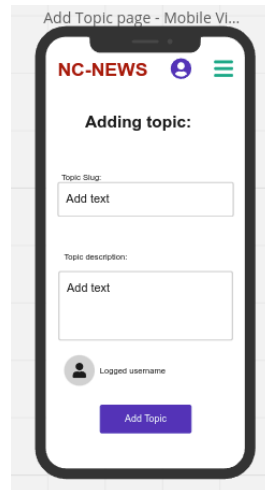 Add Topic page - Mobile Vi...
NC-NEWS
Adding topic:
Topic Slug:
Add text
Topic description:
Add text
Logged username
Add Topic